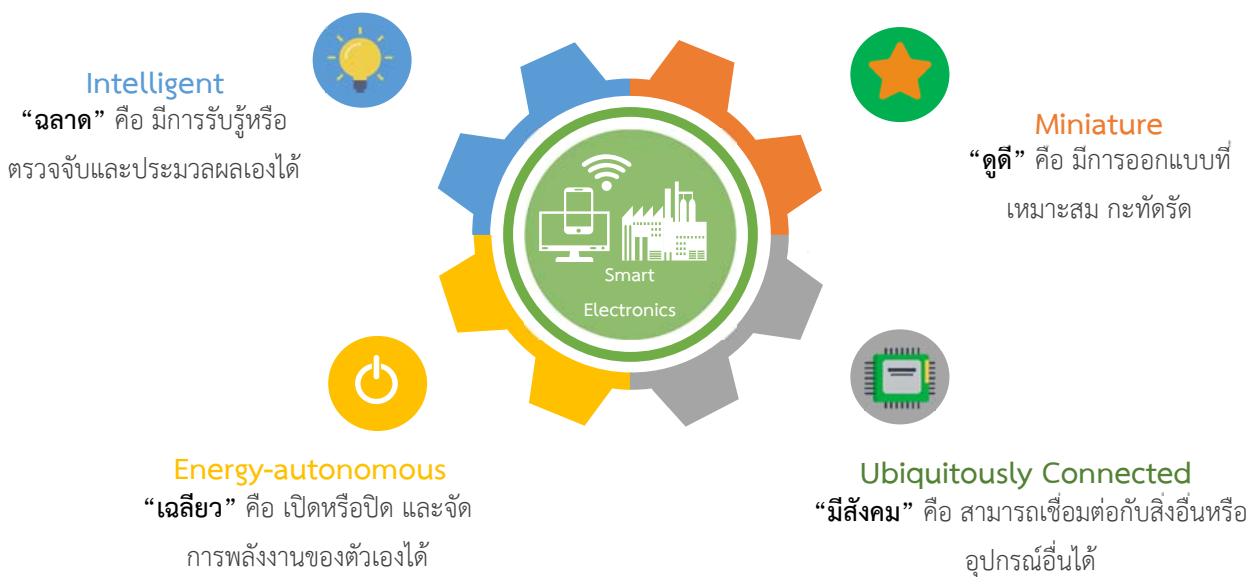 Intelligent
“ฉลาด” คือ มีการรับรู้หรือ
ตรวจจับและประมวลผลเองได้
Miniature
“ดูดี” คือ มีการออกแบบที่
เหมาะสม กะทัดรัด
Smart
Electronics
Energy-autonomous
“เฉลียว” คือ เปิดหรือปิด และจัด
การพลังงานของตัวเองได้
Ubiquitously Connected
“มีสังคม” คือ สามารถเชื่อมต่อกับสิ่งอื่นหรือ
อุปกรณ์อื่นได้